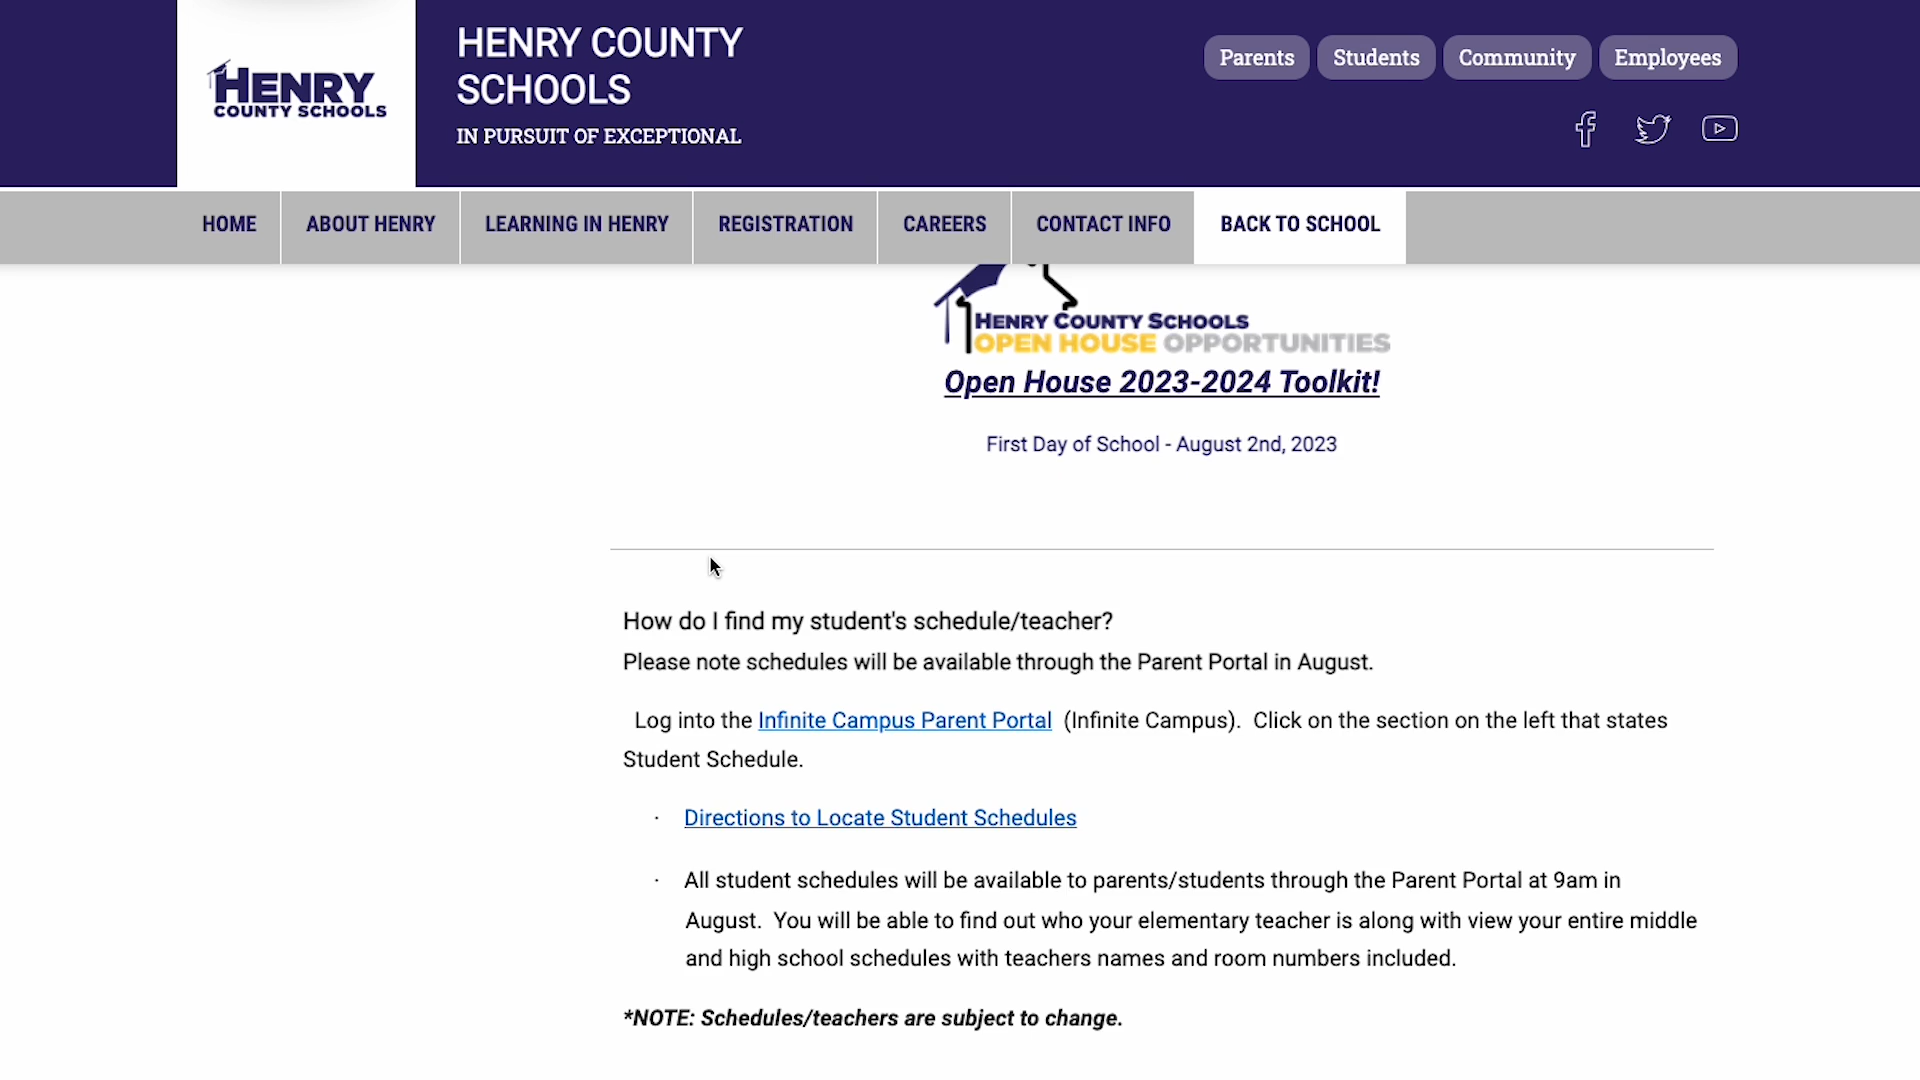 HENRY
COUNTY SCHOOLS
HENRY COUNTY
SCHOOLS
IN PURSUIT OF EXCEPTIONAL
Parents
Students
Community
Employees
HOME
ABOUT HENRY
LEARNING IN HENRY
REGISTRATION
CAREERS
CONTACT INFO
BACK TO SCHOOL
HENRY COUNTY SCHOOLS
OPEN HOUSE OPPORTUNITIES
Open House 2023-2024 Toolkit!
First Day of School - August 2nd, 2023
How do I find my student's schedule/teacher?
Please note schedules will be available through the Parent Portal in August.
Log into the Infinite Campus Parent Portal (Infinite Campus). Click on the section on the left that states
Student Schedule.
· Directions to Locate Student Schedules
· All student schedules will be available to parents/students through the Parent Portal at 9am in
August. You will be able to find out who your elementary teacher is along with view your entire middle
and high school schedules with teachers names and room numbers included.
*NOTE: Schedules/teachers are subject to change.